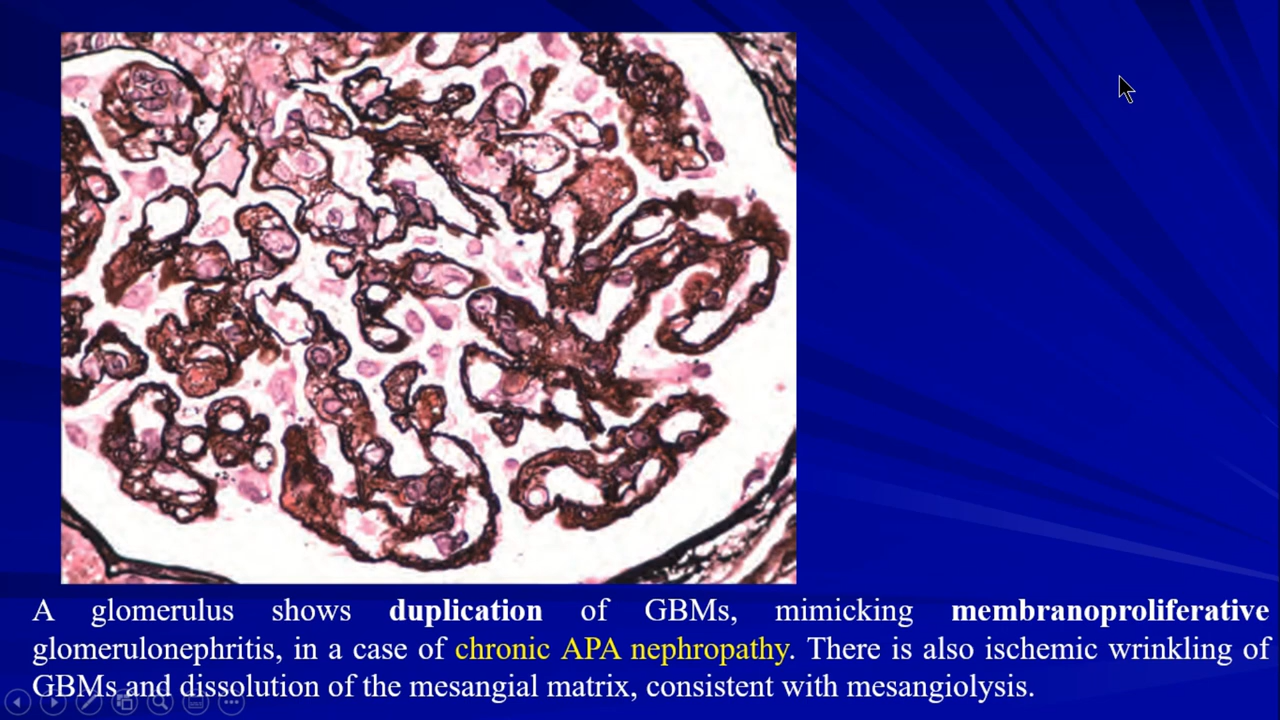 A glomerulus shows duplication of GBMs, mimicking membranoproliferative
glomerulonephritis, in a case of chronic APA nephropathy. There is also ischemic wrinkling of
GBMs and dissolution of the mesangial matrix, consistent with mesangiolysis.